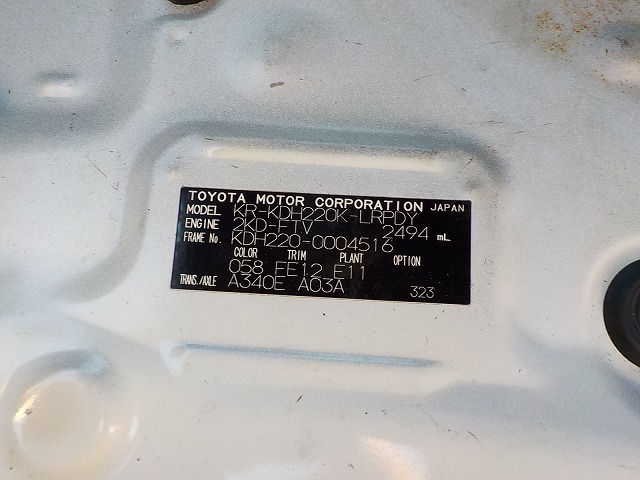 TOYOTA MOTOR CORPORATION JAPAN
MODEL KR-KDH220K-LRPDY
ENGINE 2KD-FTV 2494 mL
FRAME No. KDH220-0004516
COLOR TRIM PLANT OPTION
058 FE12 E11
TRANS./AXLE A340E A03A 323